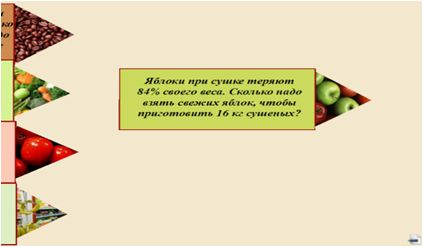 Яблоки при сушке теряют
84% своего веса. Сколько надо
взять свежих яблок, чтобы
приготовить 16 кг сушеных?